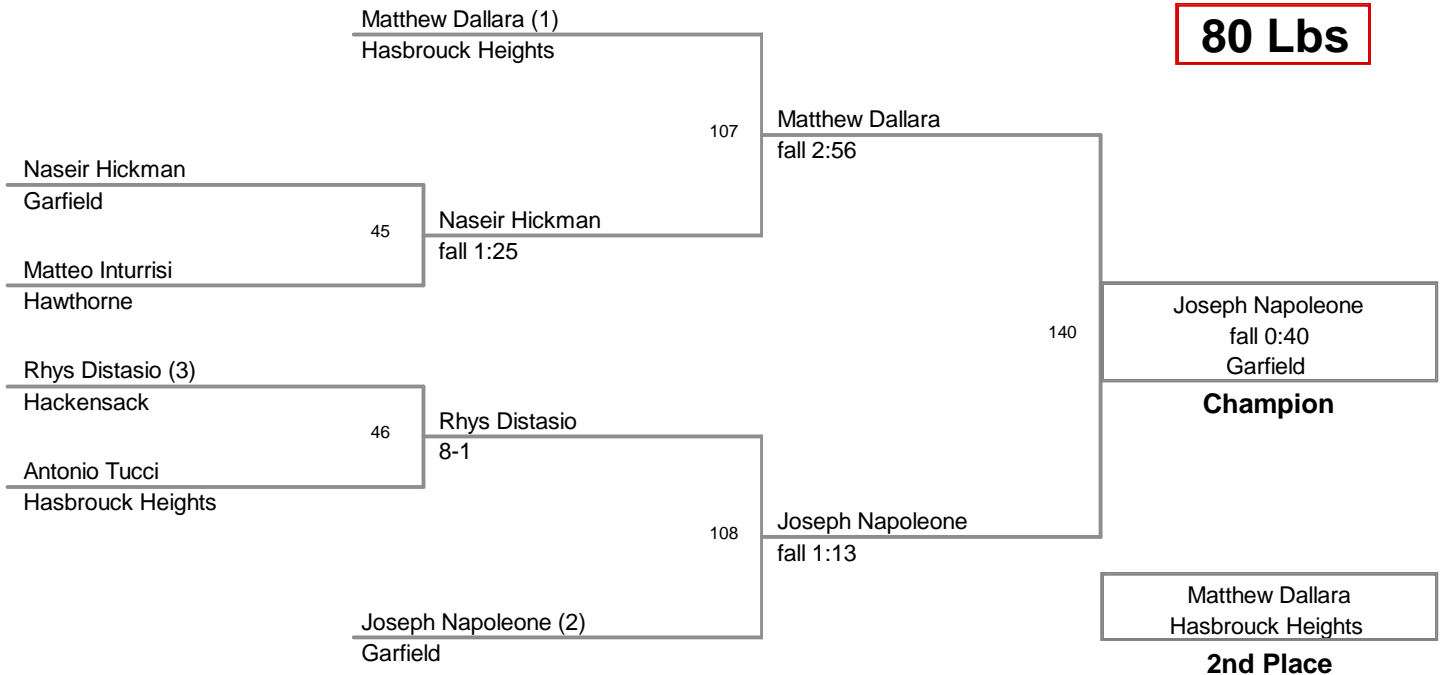 Matthew Dallara (1)
Hasbrouck Heights
80 Lbs
107
Matthew Dallara
fall 2:56
Naseir Hickman
Garfield
45
Naseir Hickman
fall 1:25
Matteo Inturrisi
Hawthorne
140
Joseph Napoleone
fall 0:40
Garfield
Champion
Rhys Distasio (3)
Hackensack
46
Rhys Distasio
8-1
Antonio Tucci
Hasbrouck Heights
108
Joseph Napoleone
fall 1:13
Joseph Napoleone (2)
Garfield
Matthew Dallara
Hasbrouck Heights
2nd Place